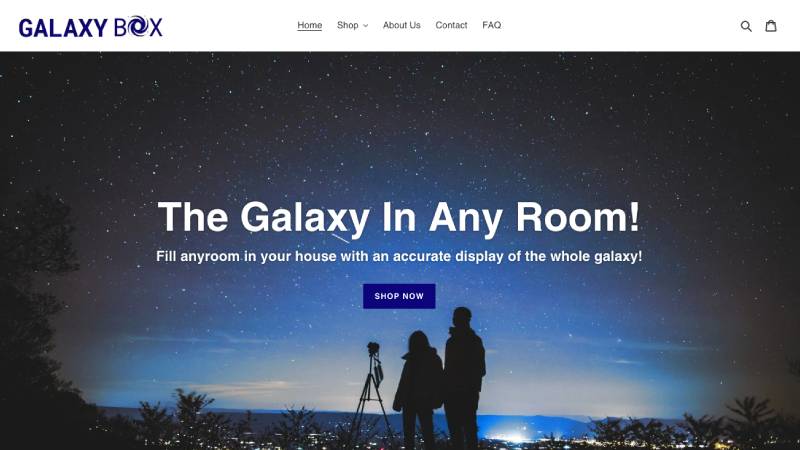 GALAXY BOX
Home Shop About Us Contact FAQ
The Galaxy In Any Room!
Fill anyroom in your house with an accurate display of the whole galaxy!
SHOP NOW